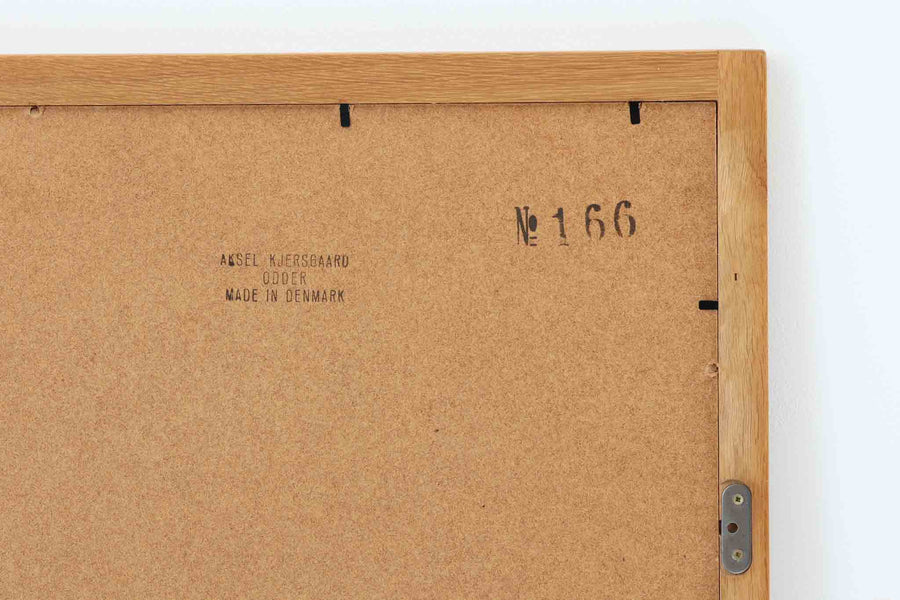 № 166
AKSEL KJERSGAARD
ODDER
MADE IN DENMARK